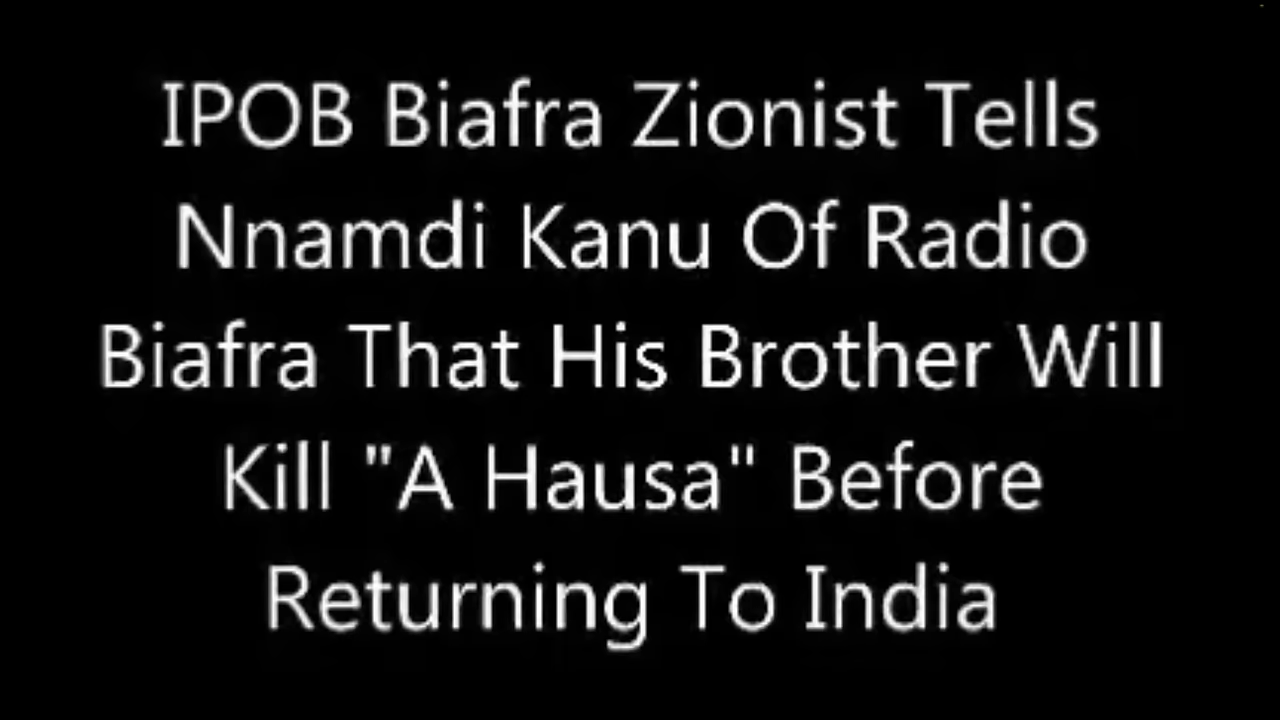 IPOB Biafra Zionist Tells
Nnamdi Kanu Of Radio
Biafra That His Brother Will
Kill "A Hausa" Before
Returning To India